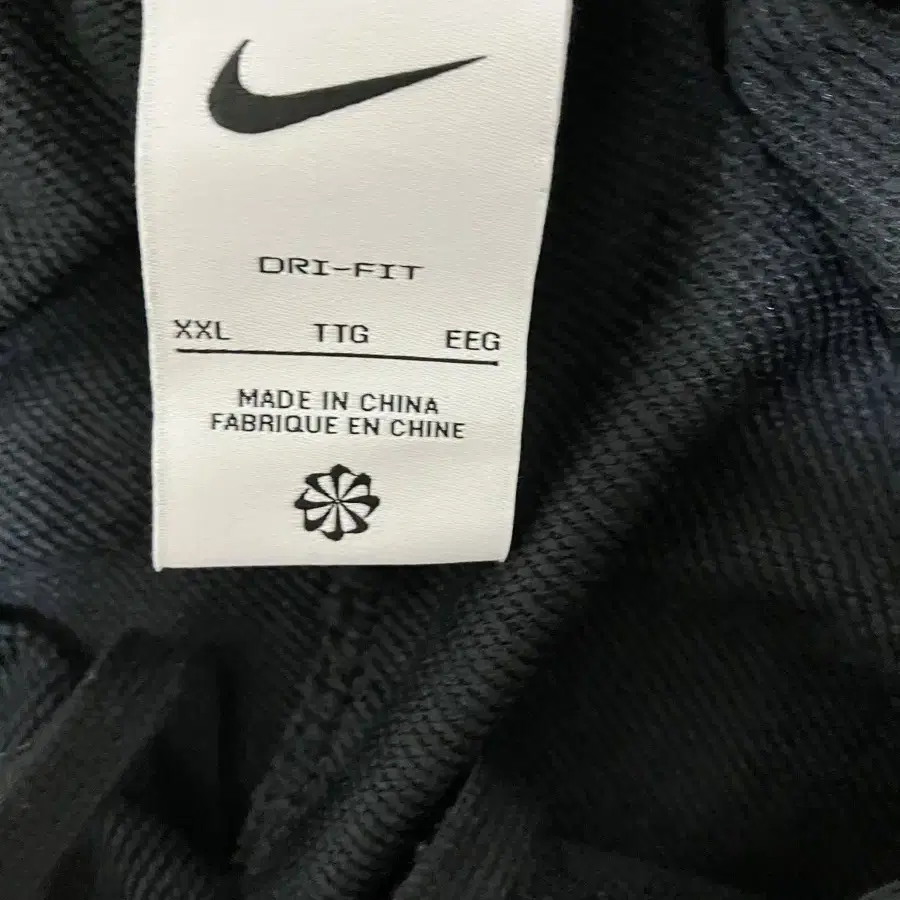 DRI-FIT
XXL TTG EEG
MADE IN CHINA
FABRIQUE EN CHINE